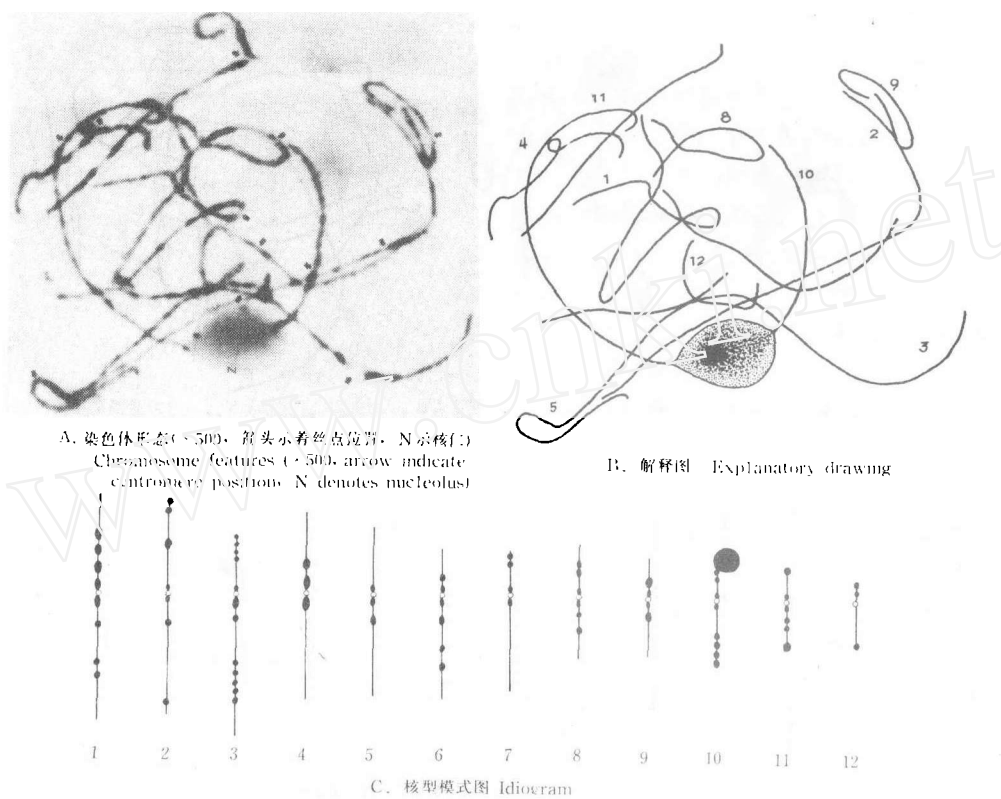 N
11
8
9
4
2
1
10
12
3
5
A. 染色体形态(×500, 箭头示着丝点位置, N示核仁)
Chromosome features (×500, arrow indicate
centromere position, N denotes nucleolus)
B. 解释图 Explanatory drawing
1 2 3 4 5 6 7 8 9 10 11 12
C. 核型模式图 Idiogram
www.cnki.net